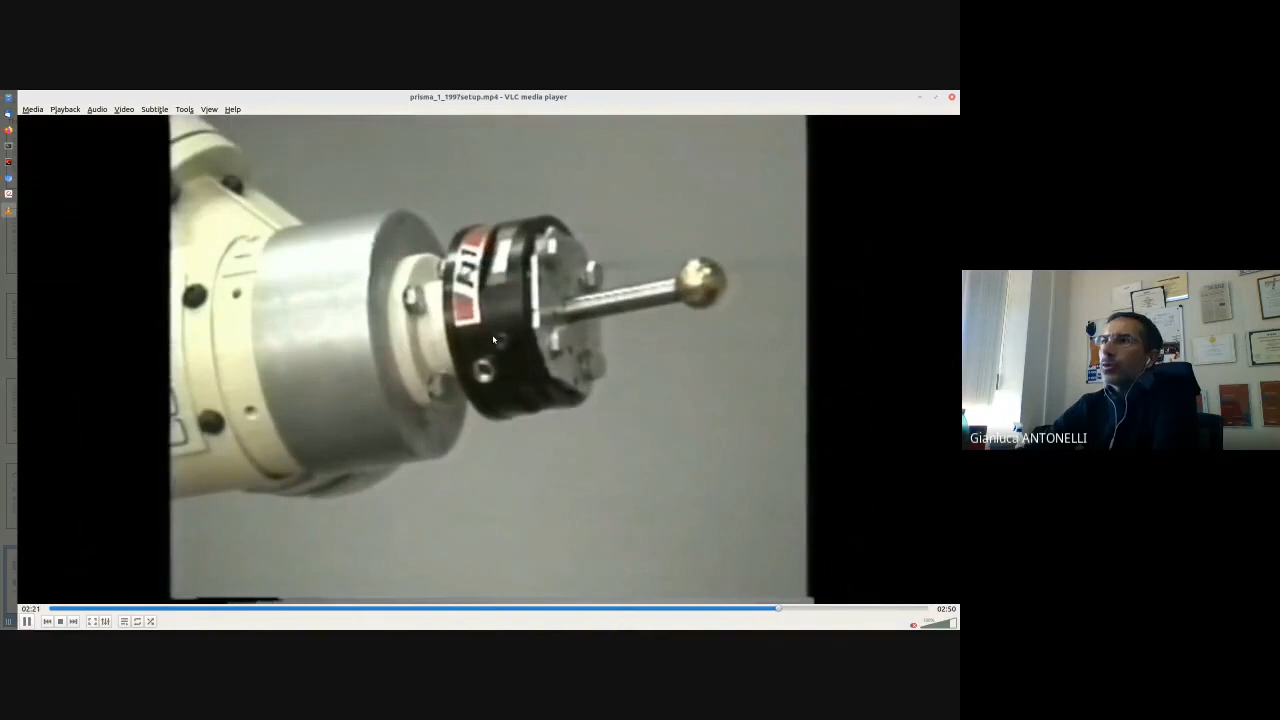 prisma_1_1997setup.mp4 - VLC media player
Media Playback Audio Video Subtitle Tools View Help
Gianluca ANTONELLI
02:21
02:50
100%